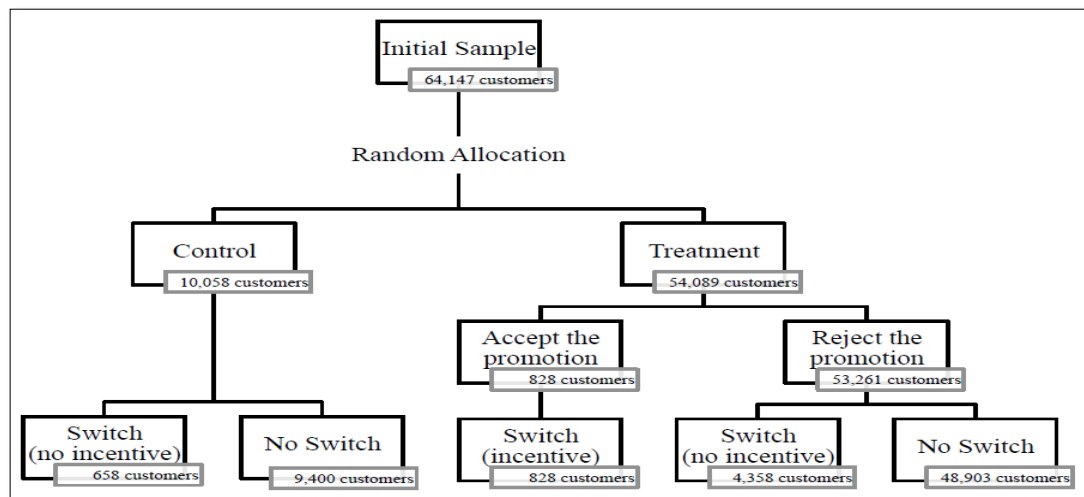 Initial Sample
64,147 customers
Random Allocation
Control
10,058 customers
Treatment
54,089 customers
Accept the
promotion
828 customers
Reject the
promotion
53,261 customers
Switch
(no incentive)
658 customers
No Switch
9,400 customers
Switch
(incentive)
828 customers
Switch
(no incentive)
4,358 customers
No Switch
48,903 customers